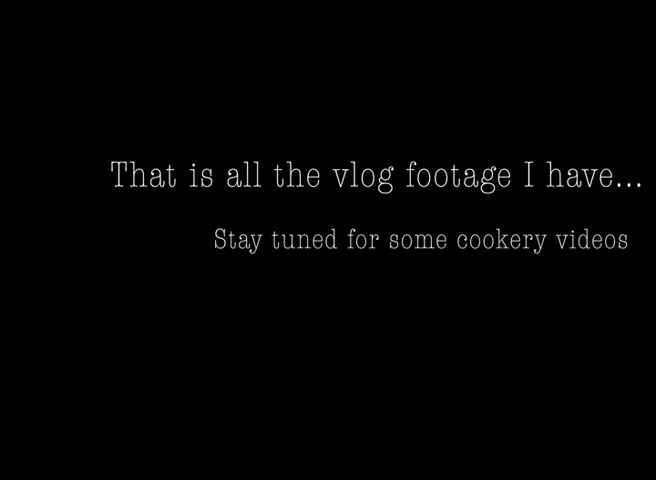 That is all the vlog footage I have...
Stay tuned for some cookery videos